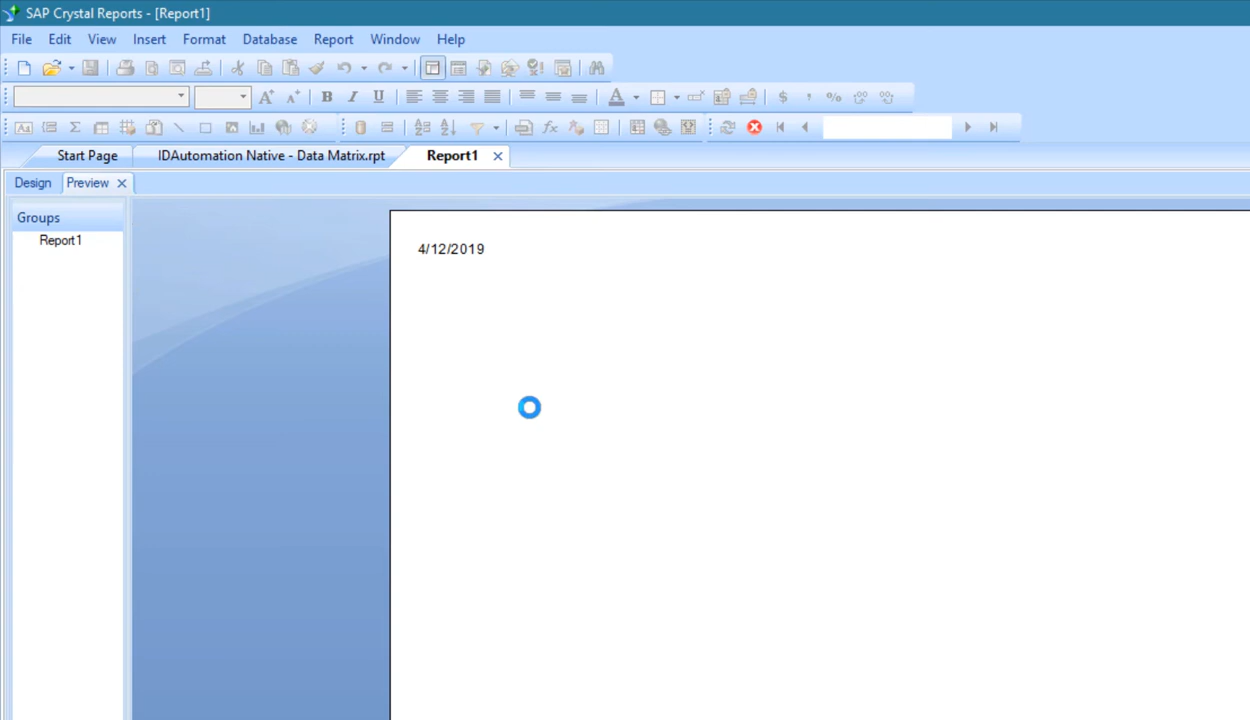 SAP Crystal Reports - [Report1]
File Edit View Insert Format Database Report Window Help
B I U A $ , %
Start Page IDAutomation Native - Data Matrix.rpt Report1
Design Preview
Groups
Report1
4/12/2019